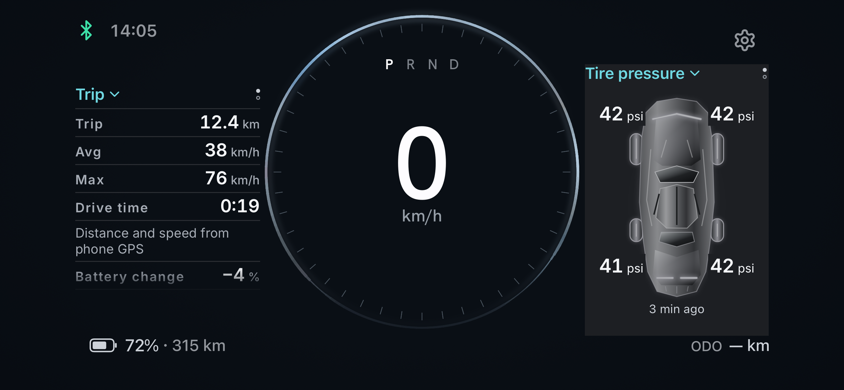 14:05
P R N D
Trip
Trip 12.4 km
Avg 38 km/h
Max 76 km/h
Drive time 0:19
Distance and speed from
phone GPS
Battery change −4 %
72% · 315 km
0
km/h
Tire pressure
42 psi 42 psi
41 psi 42 psi
3 min ago
ODO — km